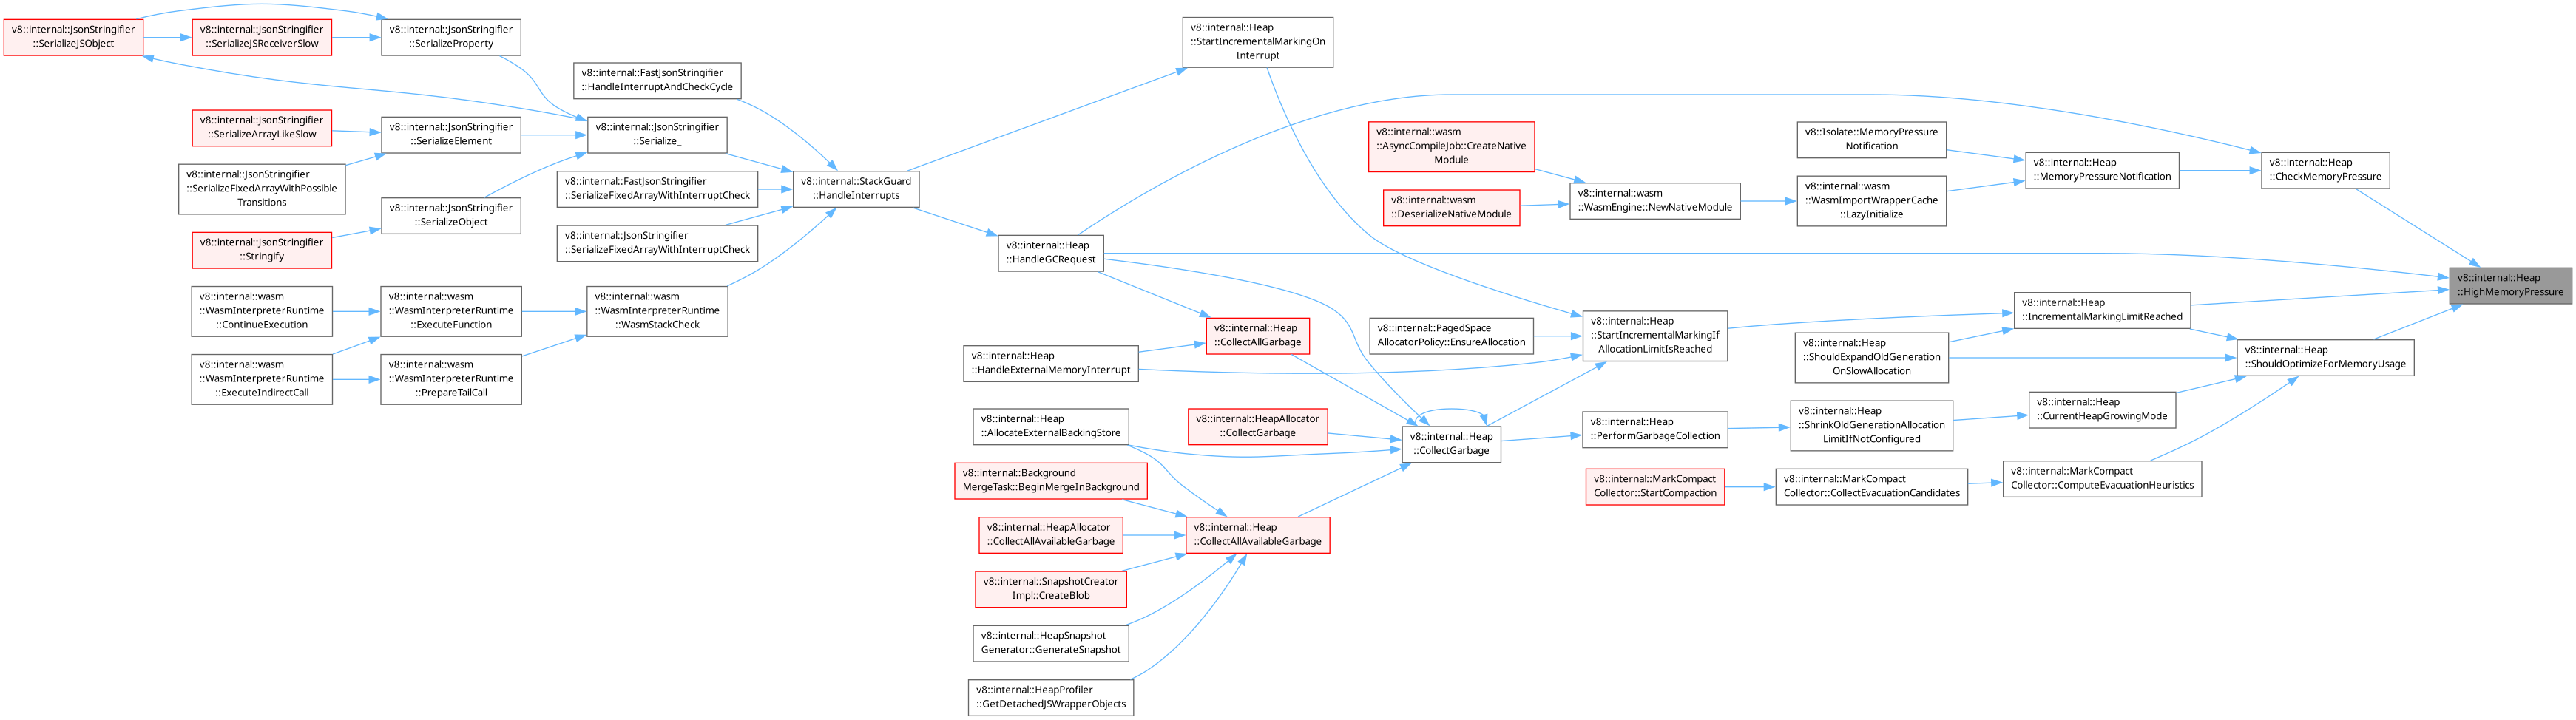 v8::internal::JsonStringifier
::SerializeJSObject
v8::internal::JsonStringifier
::SerializeJSReceiverSlow
v8::internal::JsonStringifier
::SerializeProperty
v8::internal::JsonStringifier
::SerializeArrayLikeSlow
v8::internal::JsonStringifier
::SerializeElement
v8::internal::JsonStringifier
::SerializeFixedArrayWithPossible
Transitions
v8::internal::JsonStringifier
::SerializeObject
v8::internal::JsonStringifier
::Stringify
v8::internal::wasm
::WasmInterpreterRuntime
::ContinueExecution
v8::internal::wasm
::WasmInterpreterRuntime
::ExecuteFunction
v8::internal::wasm
::WasmInterpreterRuntime
::ExecuteIndirectCall
v8::internal::wasm
::WasmInterpreterRuntime
::PrepareTailCall
v8::internal::FastJsonStringifier
::HandleInterruptAndCheckCycle
v8::internal::JsonStringifier
::Serialize_
v8::internal::FastJsonStringifier
::SerializeFixedArrayWithInterruptCheck
v8::internal::JsonStringifier
::SerializeFixedArrayWithInterruptCheck
v8::internal::wasm
::WasmInterpreterRuntime
::WasmStackCheck
v8::internal::StackGuard
::HandleInterrupts
v8::internal::Heap
::StartIncrementalMarkingOn
Interrupt
v8::internal::Heap
::HandleGCRequest
v8::internal::Heap
::CollectAllGarbage
v8::internal::Heap
::HandleExternalMemoryInterrupt
v8::internal::Heap
::AllocateExternalBackingStore
v8::internal::HeapAllocator
::CollectGarbage
v8::internal::Background
MergeTask::BeginMergeInBackground
v8::internal::HeapAllocator
::CollectAllAvailableGarbage
v8::internal::Heap
::CollectAllAvailableGarbage
v8::internal::SnapshotCreator
Impl::CreateBlob
v8::internal::HeapSnapshot
Generator::GenerateSnapshot
v8::internal::HeapProfiler
::GetDetachedJSWrapperObjects
v8::internal::wasm
::AsyncCompileJob::CreateNative
Module
v8::internal::wasm
::DeserializeNativeModule
v8::internal::wasm
::WasmEngine::NewNativeModule
v8::internal::PagedSpace
AllocatorPolicy::EnsureAllocation
v8::internal::Heap
::StartIncrementalMarkingIf
AllocationLimitIsReached
v8::internal::Heap
::CollectGarbage
v8::internal::Heap
::PerformGarbageCollection
v8::internal::MarkCompact
Collector::StartCompaction
v8::Isolate::MemoryPressure
Notification
v8::internal::wasm
::WasmImportWrapperCache
::LazyInitialize
v8::internal::Heap
::MemoryPressureNotification
v8::internal::Heap
::CheckMemoryPressure
v8::internal::Heap
::HighMemoryPressure
v8::internal::Heap
::IncrementalMarkingLimitReached
v8::internal::Heap
::ShouldExpandOldGeneration
OnSlowAllocation
v8::internal::Heap
::ShouldOptimizeForMemoryUsage
v8::internal::Heap
::ShrinkOldGenerationAllocation
LimitIfNotConfigured
v8::internal::Heap
::CurrentHeapGrowingMode
v8::internal::MarkCompact
Collector::CollectEvacuationCandidates
v8::internal::MarkCompact
Collector::ComputeEvacuationHeuristics